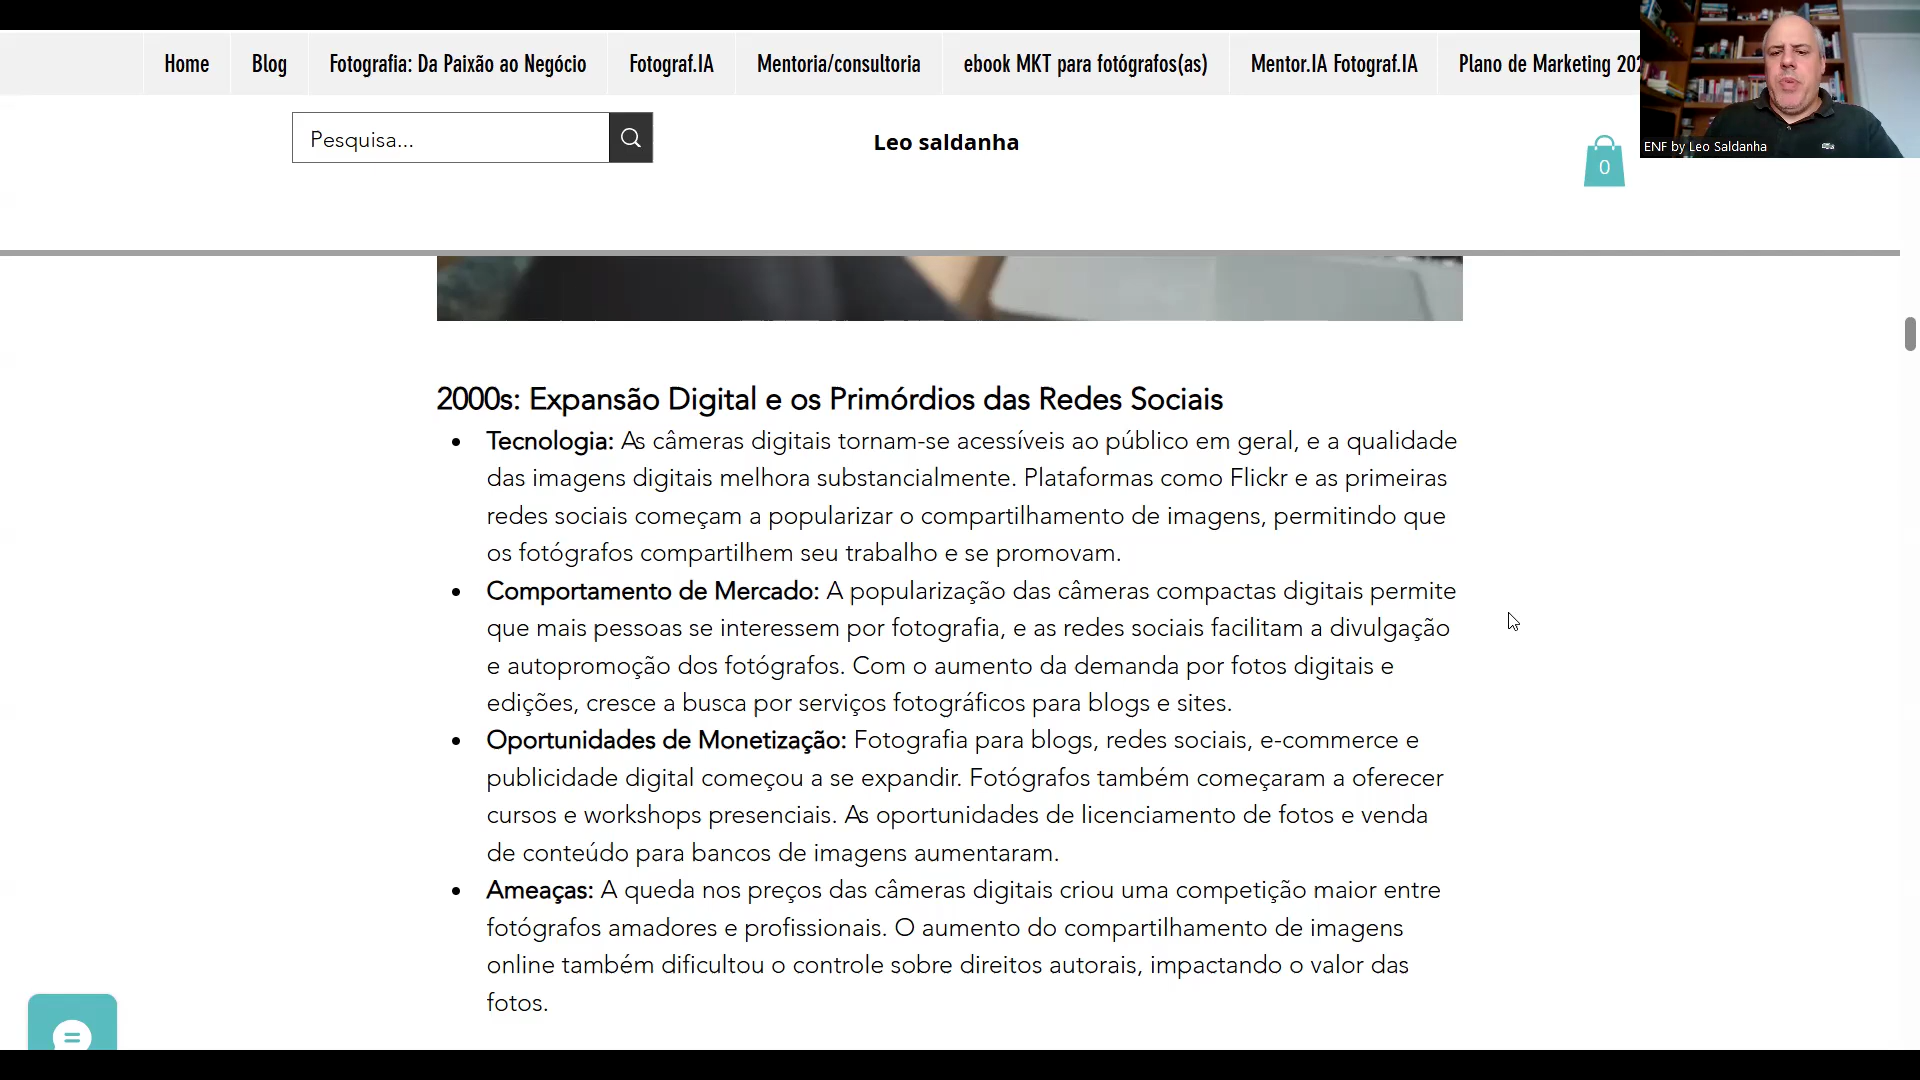 Home Blog Fotografia: Da Paixão ao Negócio Fotograf.IA Mentoria/consultoria ebook MKT para fotógrafos(as) Mentor.IA Fotograf.IA Plano de Marketing
Pesquisa...
Leo saldanha
0
ENF by Leo Saldanha
2000s: Expansão Digital e os Primórdios das Redes Sociais
• Tecnologia: As câmeras digitais tornam-se acessíveis ao público em geral, e a qualidade
das imagens digitais melhora substancialmente. Plataformas como Flickr e as primeiras
redes sociais começam a popularizar o compartilhamento de imagens, permitindo que
os fotógrafos compartilhem seu trabalho e se promovam.
• Comportamento de Mercado: A popularização das câmeras compactas digitais permite
que mais pessoas se interessem por fotografia, e as redes sociais facilitam a divulgação
e autopromoção dos fotógrafos. Com o aumento da demanda por fotos digitais e
edições, cresce a busca por serviços fotográficos para blogs e sites.
• Oportunidades de Monetização: Fotografia para blogs, redes sociais, e-commerce e
publicidade digital começou a se expandir. Fotógrafos também começaram a oferecer
cursos e workshops presenciais. As oportunidades de licenciamento de fotos e venda
de conteúdo para bancos de imagens aumentaram.
• Ameaças: A queda nos preços das câmeras digitais criou uma competição maior entre
fotógrafos amadores e profissionais. O aumento do compartilhamento de imagens
online também dificultou o controle sobre direitos autorais, impactando o valor das
fotos.